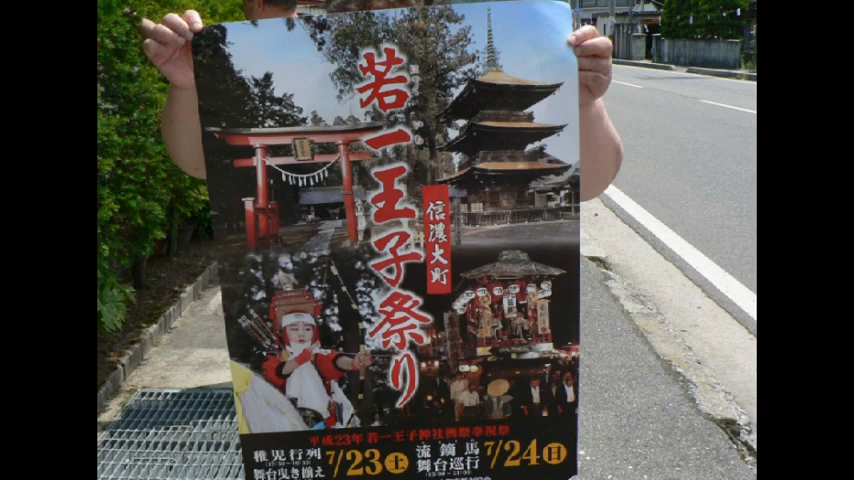 若一王子祭り
信濃大町
平成23年 若一王子神社例祭奉祝祭
稚児行列
舞台曳き揃え
7/23土
流鏑馬
舞台巡行
7/24日